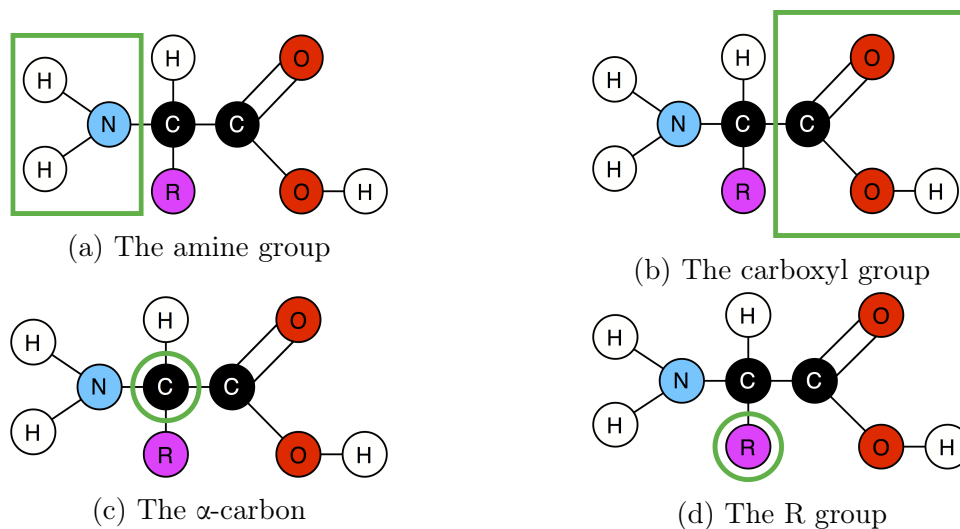 H H O
N C C
H R O H
(a) The amine group
H H O
N C C
H R O H
(b) The carboxyl group
H H O
N C C
H R O H
(c) The α-carbon
H H O
N C C
H R O H
(d) The R group